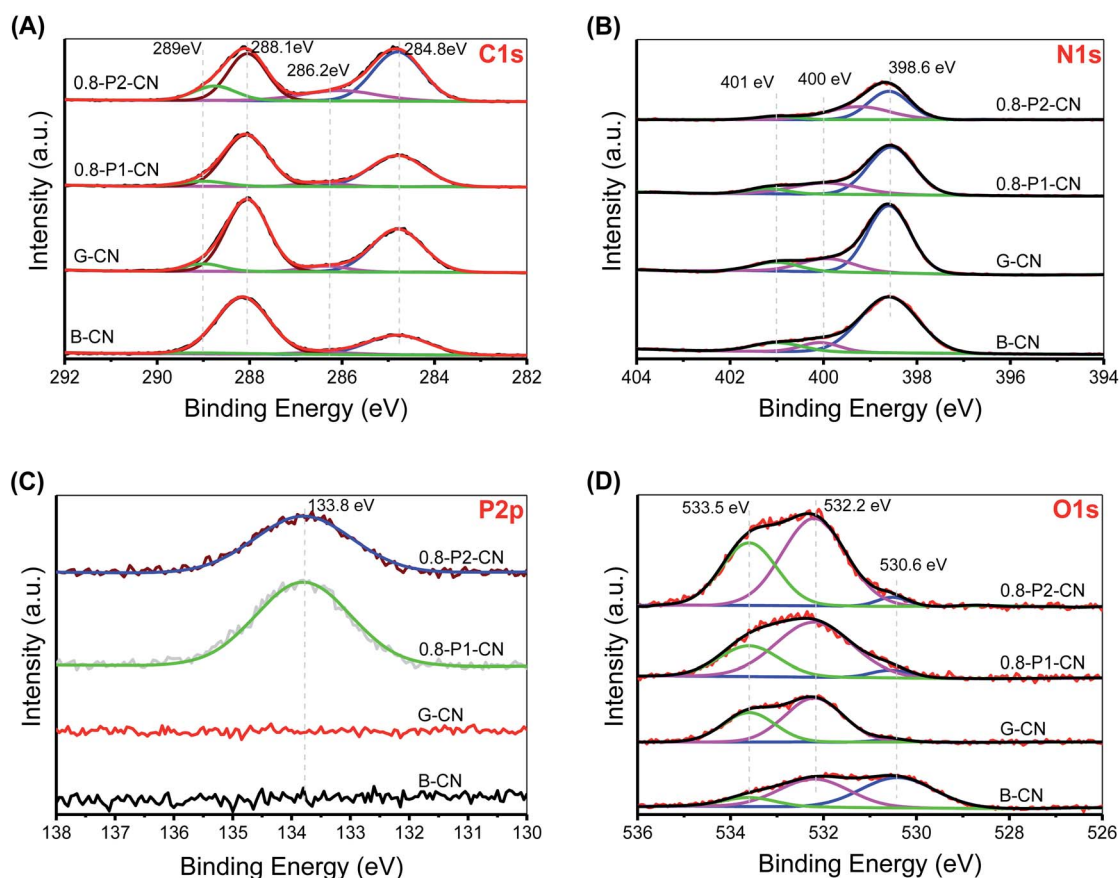 (A)
C1s
289eV
288.1eV
286.2eV
284.8eV
0.8-P2-CN
0.8-P1-CN
G-CN
B-CN
Intensity (a.u.)
292 290 288 286 284 282
Binding Energy (eV)
(B)
N1s
401 eV
400 eV
398.6 eV
0.8-P2-CN
0.8-P1-CN
G-CN
B-CN
Intensity (a.u.)
404 402 400 398 396 394
Binding Energy (eV)
(C)
P2p
133.8 eV
0.8-P2-CN
0.8-P1-CN
G-CN
B-CN
Intensity (a.u.)
138 137 136 135 134 133 132 131 130
Binding Energy (eV)
(D)
O1s
533.5 eV
532.2 eV
530.6 eV
0.8-P2-CN
0.8-P1-CN
G-CN
B-CN
Intensity (a.u.)
536 534 532 530 528 526
Binding Energy (eV)